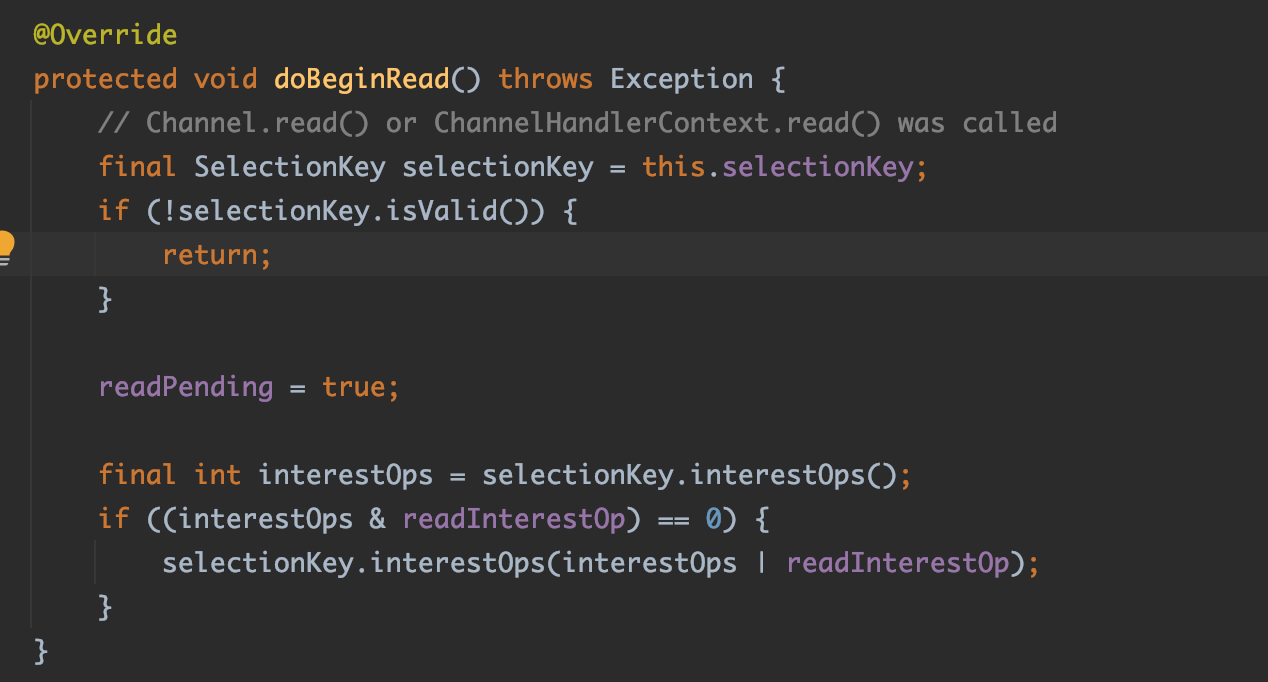 @Override
protected void doBeginRead() throws Exception {
    // Channel.read() or ChannelHandlerContext.read() was called
    final SelectionKey selectionKey = this.selectionKey;
    if (!selectionKey.isValid()) {
        return;
    }

    readPending = true;

    final int interestOps = selectionKey.interestOps();
    if ((interestOps & readInterestOp) == 0) {
        selectionKey.interestOps(interestOps | readInterestOp);
    }
}